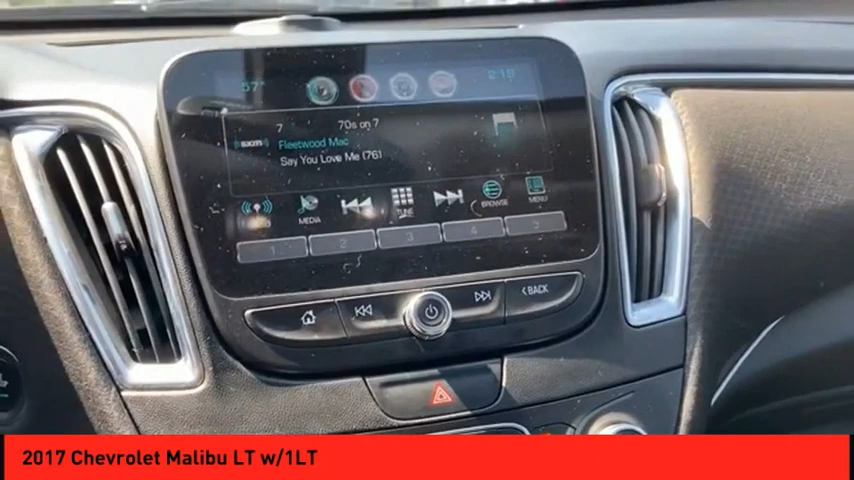 57°
2:18
7
70s on 7
((sxm))
Fleetwood Mac
Say You Love Me (76)
MEDIA
TUNE
BROWSE
MENU
1
2
3
4
5
BACK
2017 Chevrolet Malibu LT w/1LT